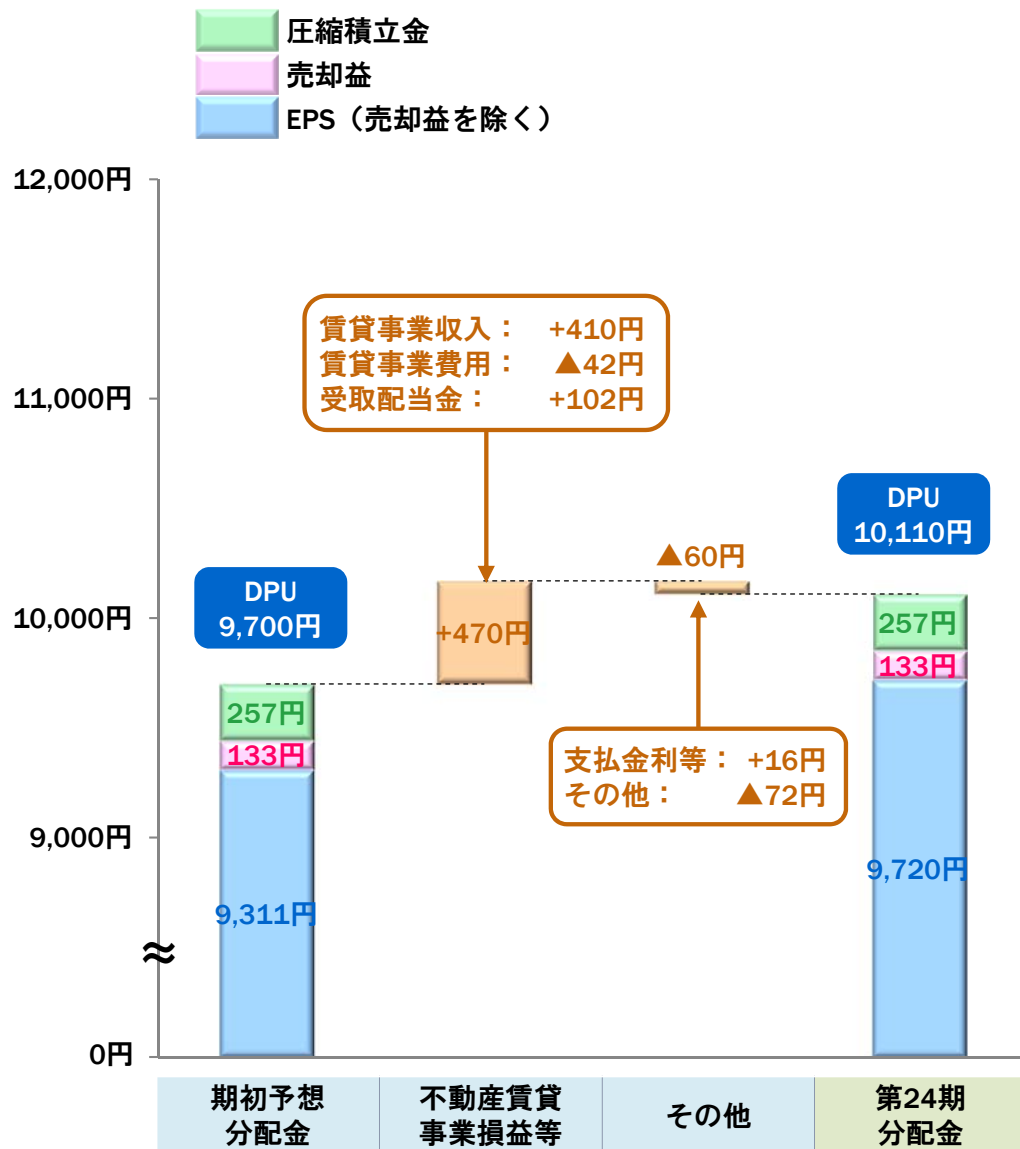 圧縮積立金
売却益
EPS（売却益を除く）
12,000円
11,000円
10,000円
9,000円
0円
賃貸事業収入： +410円
賃貸事業費用： ▲42円
受取配当金： +102円
DPU
9,700円
+470円
▲60円
DPU
10,110円
257円
133円
9,311円
支払金利等： +16円
その他： ▲72円
257円
133円
9,720円
≈
期初予想
分配金
不動産賃貸
事業損益等
その他
第24期
分配金